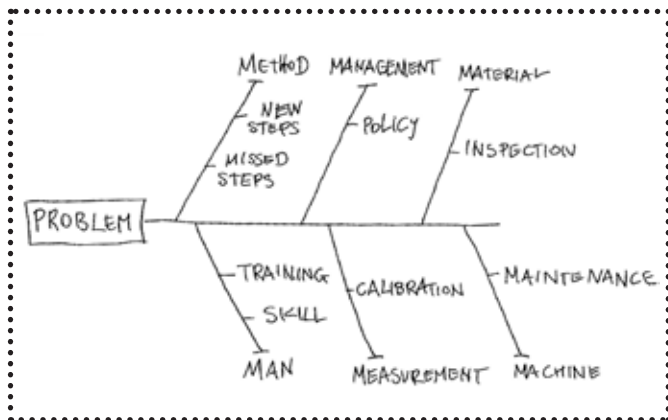 METHOD
MANAGEMENT
MATERIAL
NEW
STEPS
POLICY
MISSED
STEPS
INSPECTION
PROBLEM
TRAINING
CALIBRATION
MAINTENANCE
SKILL
MAN
MEASUREMENT
MACHINE